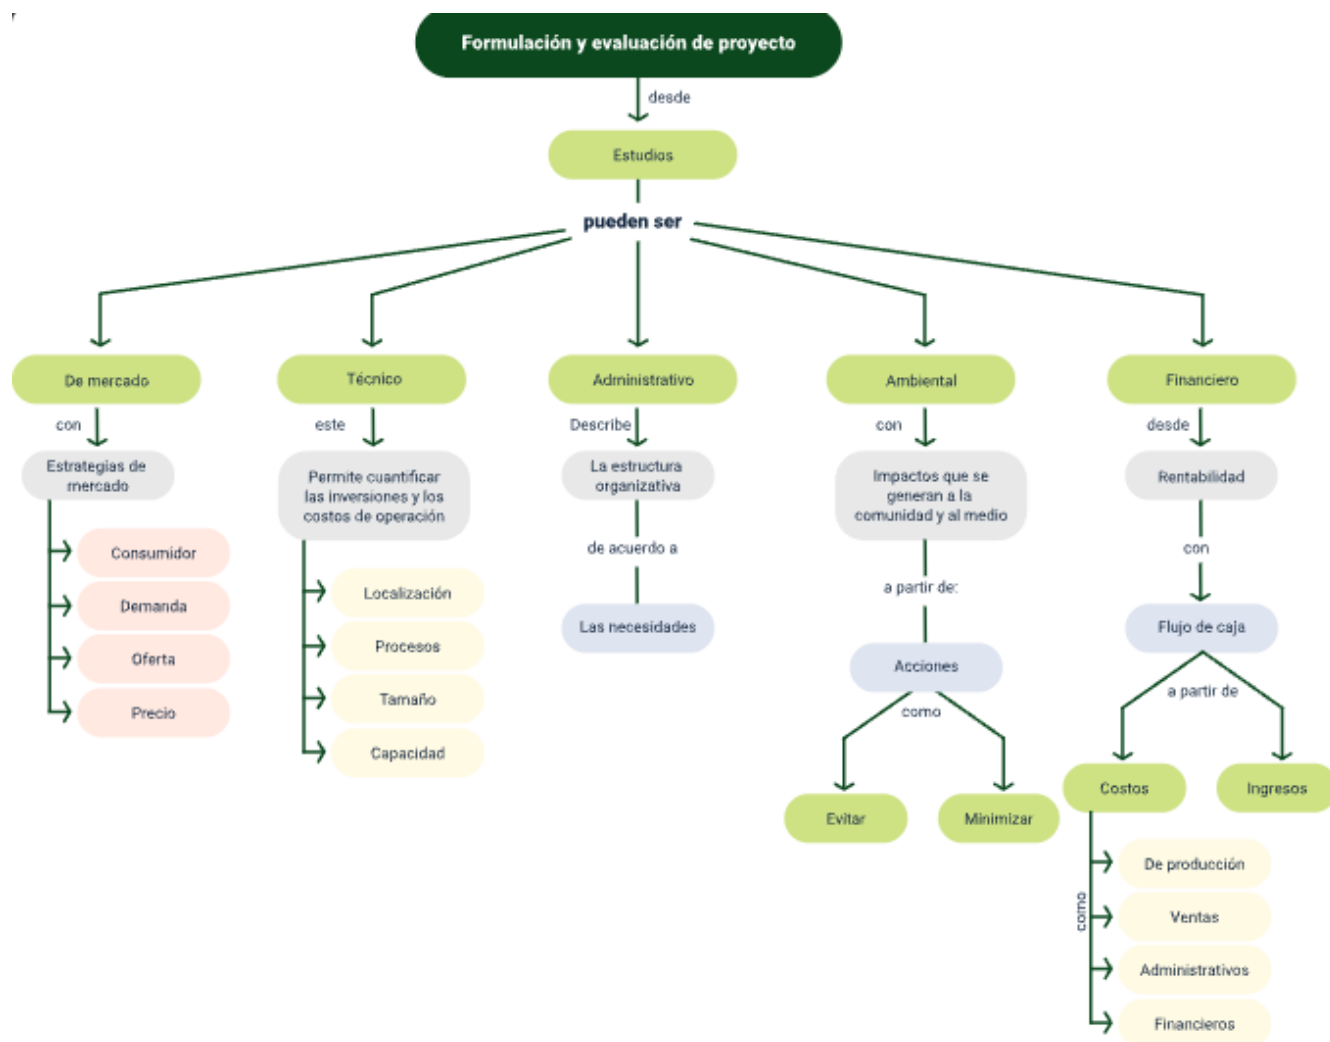 Formulación y evaluación de proyecto
desde
Estudios
pueden ser
De mercado
con
Estrategias de
mercado
Consumidor
Demanda
Oferta
Precio
Técnico
este
Permite cuantificar
las inversiones y los
costos de operación
Localización
Procesos
Tamaño
Capacidad
Administrativo
Describe
La estructura
organizativa
de acuerdo a
Las necesidades
Ambiental
con
Impactos que se
generan a la
comunidad y al medio
a partir de:
Acciones
como
Evitar
Minimizar
Financiero
desde
Rentabilidad
con
Flujo de caja
a partir de
Costos
Ingresos
como
De producción
Ventas
Administrativos
Financieros